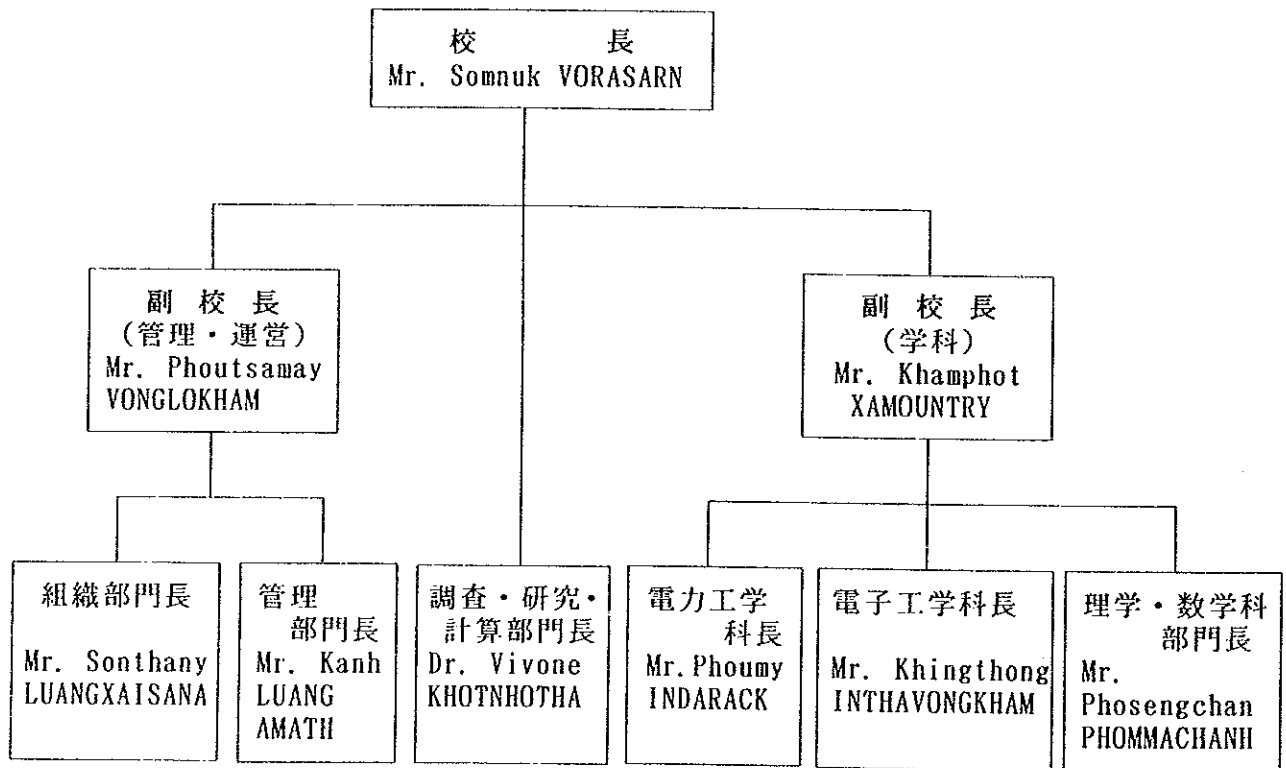 校　　長
Mr. Somnuk VORASARN
副 校 長
(管理・運営)
Mr. Phoutsamay
VONGLOKHAM
副 校 長
(学科)
Mr. Khamphot
XAMOUNTRY
組織部門長
Mr. Sonthany
LUANGXAISANA
管理
部門長
Mr. Kanh
LUANG
AMATH
調査・研究・
計算部門長
Dr. Vivone
KHOTNHOTHA
電力工学
科長
Mr. Phoumy
INDARACK
電子工学科長
Mr. Khingthong
INTHAVONGKHAM
理学・数学科
部門長
Mr.
Phosengchan
PHOMMACHANH